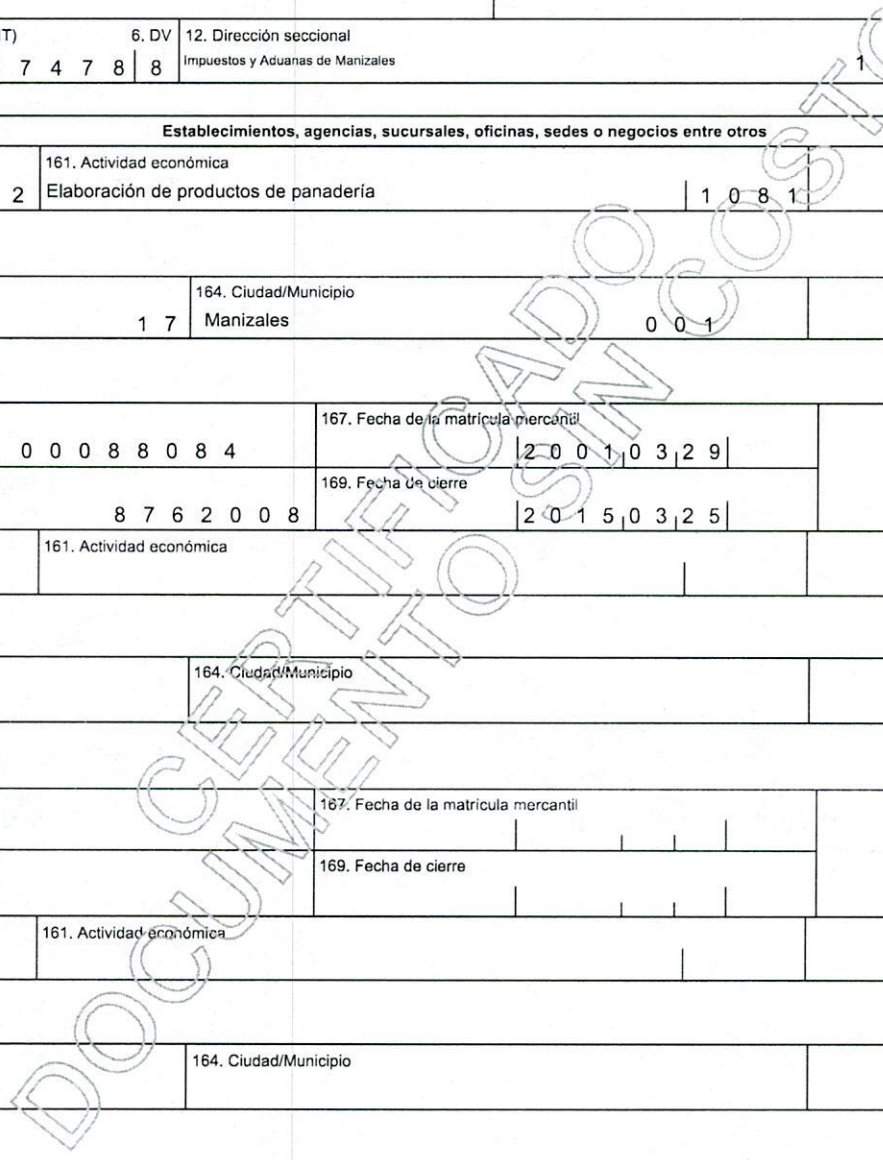 IT) 6. DV 12. Dirección seccional
7 4 7 8 8 Impuestos y Aduanas de Manizales 1
Establecimientos, agencias, sucursales, oficinas, sedes o negocios entre otros
161. Actividad económica
2 Elaboración de productos de panadería 1 0 8 1
164. Ciudad/Municipio
1 7 Manizales 0 0 1
167. Fecha de la matrícula mercantil
0 0 0 8 8 0 8 4 2 0 0 1 0 3 2 9
169. Fecha de cierre
8 7 6 2 0 0 8 2 0 1 5 0 3 2 5
161. Actividad económica
164. Ciudad/Municipio
167. Fecha de la matrícula mercantil
169. Fecha de cierre
161. Actividad económica
164. Ciudad/Municipio
CERTIFICADO
DOCUMENTO SIN COSTO